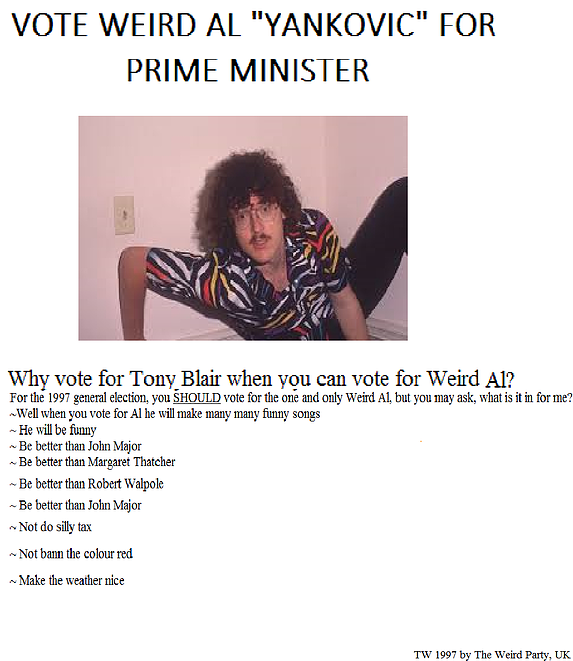 VOTE WEIRD AL "YANKOVIC" FOR
PRIME MINISTER
Why vote for Tony Blair when you can vote for Weird Al?
For the 1997 general election, you SHOULD vote for the one and only Weird Al, but you may ask, what is it in for me?
~Well when you vote for Al he will make many many funny songs
~ He will be funny
~ Be better than John Major
~ Be better than Margaret Thatcher
~ Be better than Robert Walpole
~ Be better than John Major
~ Not do silly tax
~ Not bann the colour red
~ Make the weather nice
TW 1997 by The Weird Party, UK